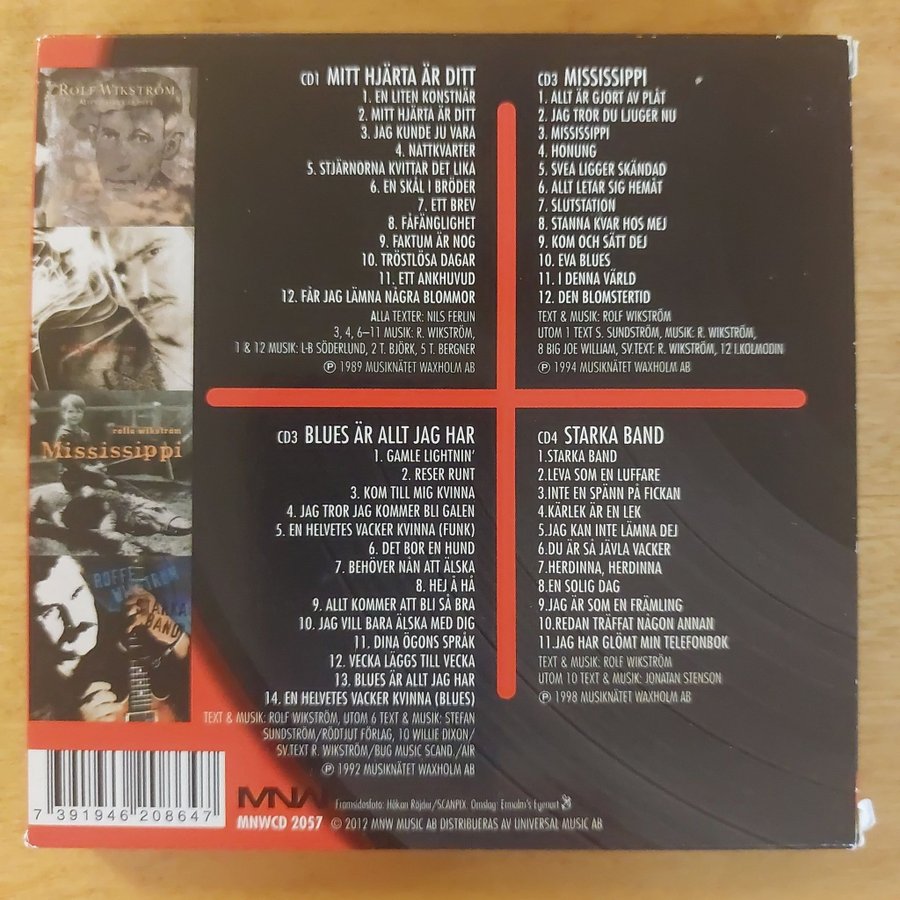 ROLF WIKSTRÖM
rolla wikström
Mississippi
ROFFE WIKSTRÖM
STARKA
BAND
CD1 MITT HJÄRTA ÄR DITT
1. EN LITEN KONSTNÄR
2. MITT HJÄRTA ÄR DITT
3. JAG KUNDE JU VARA
4. NATTKVARTER
5. STJÄRNORNA KVITTAR DET LIKA
6. EN SKÅL I BRÖDER
7. ETT BREV
8. FÅFÄNGLIGHET
9. FAKTUM ÄR NOG
10. TRÖSTLÖSA DAGAR
11. ETT ANKHUVUD
12. FÅR JAG LÄMNA NÅGRA BLOMMOR
ALLA TEXTER: NILS FERLIN
3, 4, 6–11 MUSIK: R. WIKSTRÖM,
1 & 12 MUSIK: L-B SÖDERLUND, 2 T. BJÖRK, 5 T. BERGNER
Ⓟ 1989 MUSIKNÄTET WAXHOLM AB
CD3 MISSISSIPPI
1. ALLT ÄR GJORT AV PLÅT
2. JAG TROR DU LJUGER NU
3. MISSISSIPPI
4. HONUNG
5. SVEA LIGGER SKÄNDAD
6. ALLT LETAR SIG HEMÅT
7. SLUTSTATION
8. STANNA KVAR HOS MEJ
9. KOM OCH SÄTT DEJ
10. EVA BLUES
11. I DENNA VÄRLD
12. DEN BLOMSTERTID
TEXT & MUSIK: ROLF WIKSTRÖM
UTOM 1 TEXT S. SUNDSTRÖM, MUSIK: R. WIKSTRÖM,
8 BIG JOE WILLIAM, SV.TEXT: R. WIKSTRÖM, 12 I.KOLMODIN
Ⓟ 1994 MUSIKNÄTET WAXHOLM AB
CD3 BLUES ÄR ALLT JAG HAR
1. GAMLE LIGHTNIN'
2. RESER RUNT
3. KOM TILL MIG KVINNA
4. JAG TROR JAG KOMMER BLI GALEN
5. EN HELVETES VACKER KVINNA (FUNK)
6. DET BOR EN HUND
7. BEHÖVER NÅN ATT ÄLSKA
8. HEJ Å HÅ
9. ALLT KOMMER ATT BLI SÅ BRA
10. JAG VILL BARA ÄLSKA MED DIG
11. DINA ÖGONS SPRÅK
12. VECKA LÄGGS TILL VECKA
13. BLUES ÄR ALLT JAG HAR
14. EN HELVETES VACKER KVINNA (BLUES)
TEXT & MUSIK: ROLF WIKSTRÖM, UTOM 6 TEXT & MUSIK: STEFAN
SUNDSTRÖM/RÖDTJUT FÖRLAG, 10 WILLIE DIXON/
SV.TEXT R. WIKSTRÖM/BUG MUSIC SCAND./AIR
Ⓟ 1992 MUSIKNÄTET WAXHOLM AB
CD4 STARKA BAND
1.STARKA BAND
2.LEVA SOM EN LUFFARE
3.INTE EN SPÄNN PÅ FICKAN
4.KÄRLEK ÄR EN LEK
5.JAG KAN INTE LÄMNA DEJ
6.DU ÄR SÅ JÄVLA VACKER
7.HERDINNA, HERDINNA
8.EN SOLIG DAG
9.JAG ÄR SOM EN FRÄMLING
10.REDAN TRÄFFAT NÅGON ANNAN
11.JAG HAR GLÖMT MIN TELEFONBOK
TEXT & MUSIK: ROLF WIKSTRÖM
UTOM 10 TEXT & MUSIK: JONATAN STENSON
Ⓟ 1998 MUSIKNÄTET WAXHOLM AB
7 391946 208647
MNW Framsidesfoto: Håkan Röjder/SCANPIX. Omslag: Ermalm's Egenart
MNWCD 2057 © 2012 MNW MUSIC AB DISTRIBUERAS AV UNIVERSAL MUSIC AB